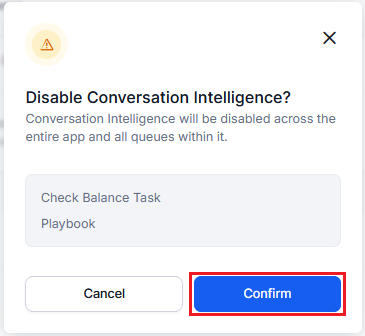 Disable Conversation Intelligence?
Conversation Intelligence will be disabled across the
entire app and all queues within it.
Check Balance Task
Playbook
Cancel
Confirm